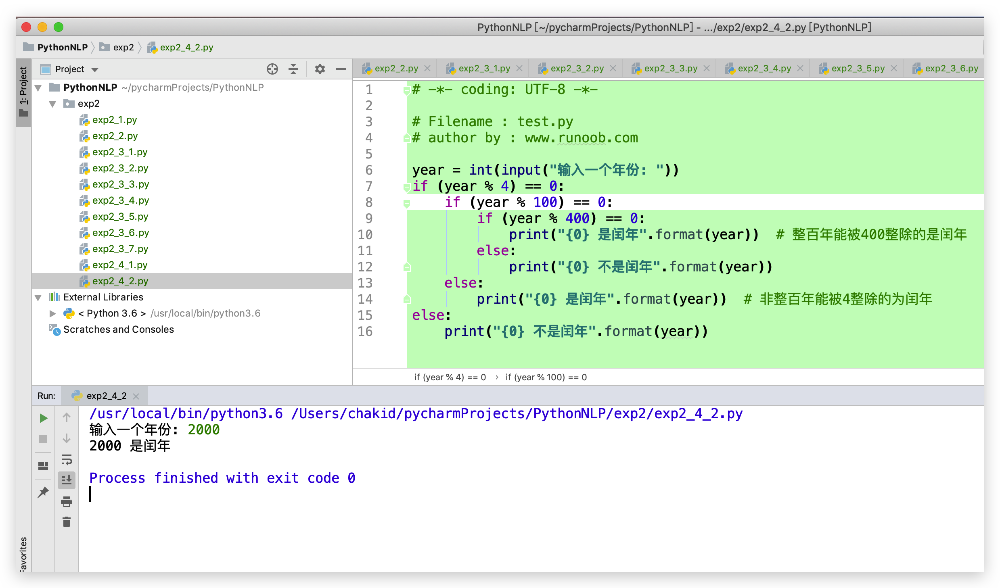 PythonNLP [~/pycharmProjects/PythonNLP] - .../exp2/exp2_4_2.py [PythonNLP]
PythonNLP exp2 exp2_4_2.py
1: Project
Project
exp2_2.py exp2_3_1.py exp2_3_2.py exp2_3_3.py exp2_3_4.py exp2_3_5.py exp2_3_6.py
PythonNLP ~/pycharmProjects/PythonNLP
exp2
exp2_1.py
exp2_2.py
exp2_3_1.py
exp2_3_2.py
exp2_3_3.py
exp2_3_4.py
exp2_3_5.py
exp2_3_6.py
exp2_3_7.py
exp2_4_1.py
exp2_4_2.py
External Libraries
< Python 3.6 > /usr/local/bin/python3.6
Scratches and Consoles
1 # -*- coding: UTF-8 -*-
2
3 # Filename : test.py
4 # author by : www.runoob.com
5
6 year = int(input("输入一个年份: "))
7 if (year % 4) == 0:
8     if (year % 100) == 0:
9         if (year % 400) == 0:
10             print("{0} 是闰年".format(year))  # 整百年能被400整除的是闰年
11         else:
12             print("{0} 不是闰年".format(year))
13     else:
14         print("{0} 是闰年".format(year))  # 非整百年能被4整除的为闰年
15 else:
16     print("{0} 不是闰年".format(year))
if (year % 4) == 0 › if (year % 100) == 0
Run: exp2_4_2
/usr/local/bin/python3.6 /Users/chakid/pycharmProjects/PythonNLP/exp2/exp2_4_2.py
输入一个年份: 2000
2000 是闰年
Process finished with exit code 0
Favorites